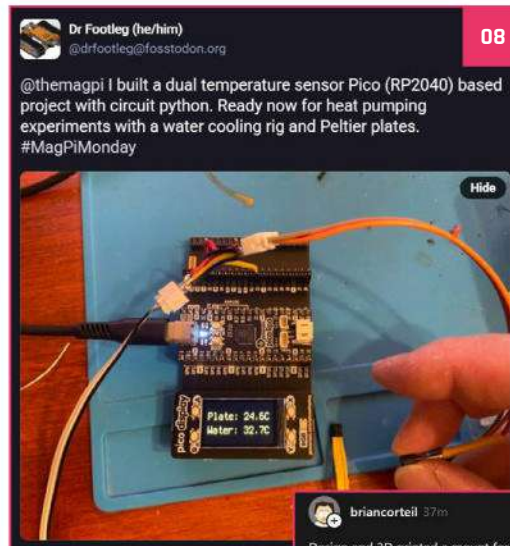 Dr Footleg (he/him)
@drfootleg@fosstodon.org
08
@themagpi I built a dual temperature sensor Pico (RP2040) based
project with circuit python. Ready now for heat pumping
experiments with a water cooling rig and Peltier plates.
#MagPiMonday
Hide
Plate: 24.6C
Water: 32.7C
pico display
briancorteil 37m